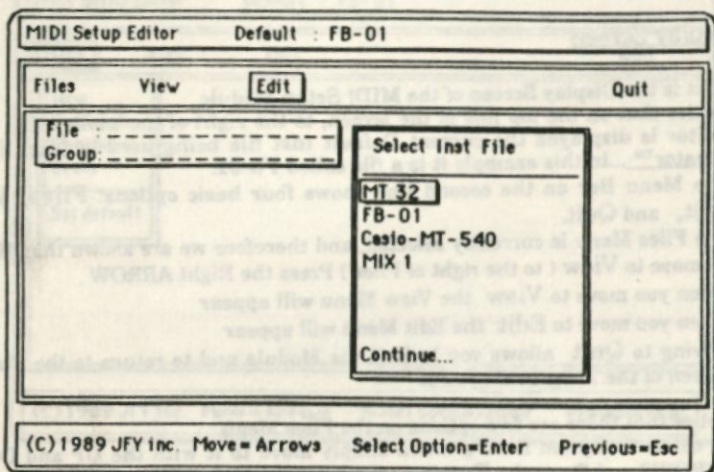 MIDI Setup Editor Default : FB-01
Files View Edit Quit
File :
Group:
Select Inst File
MT 32
FB-01
Casio-MT-540
MIX 1
Continue...
(C) 1989 JFY inc. Move= Arrows Select Option=Enter Previous=Esc